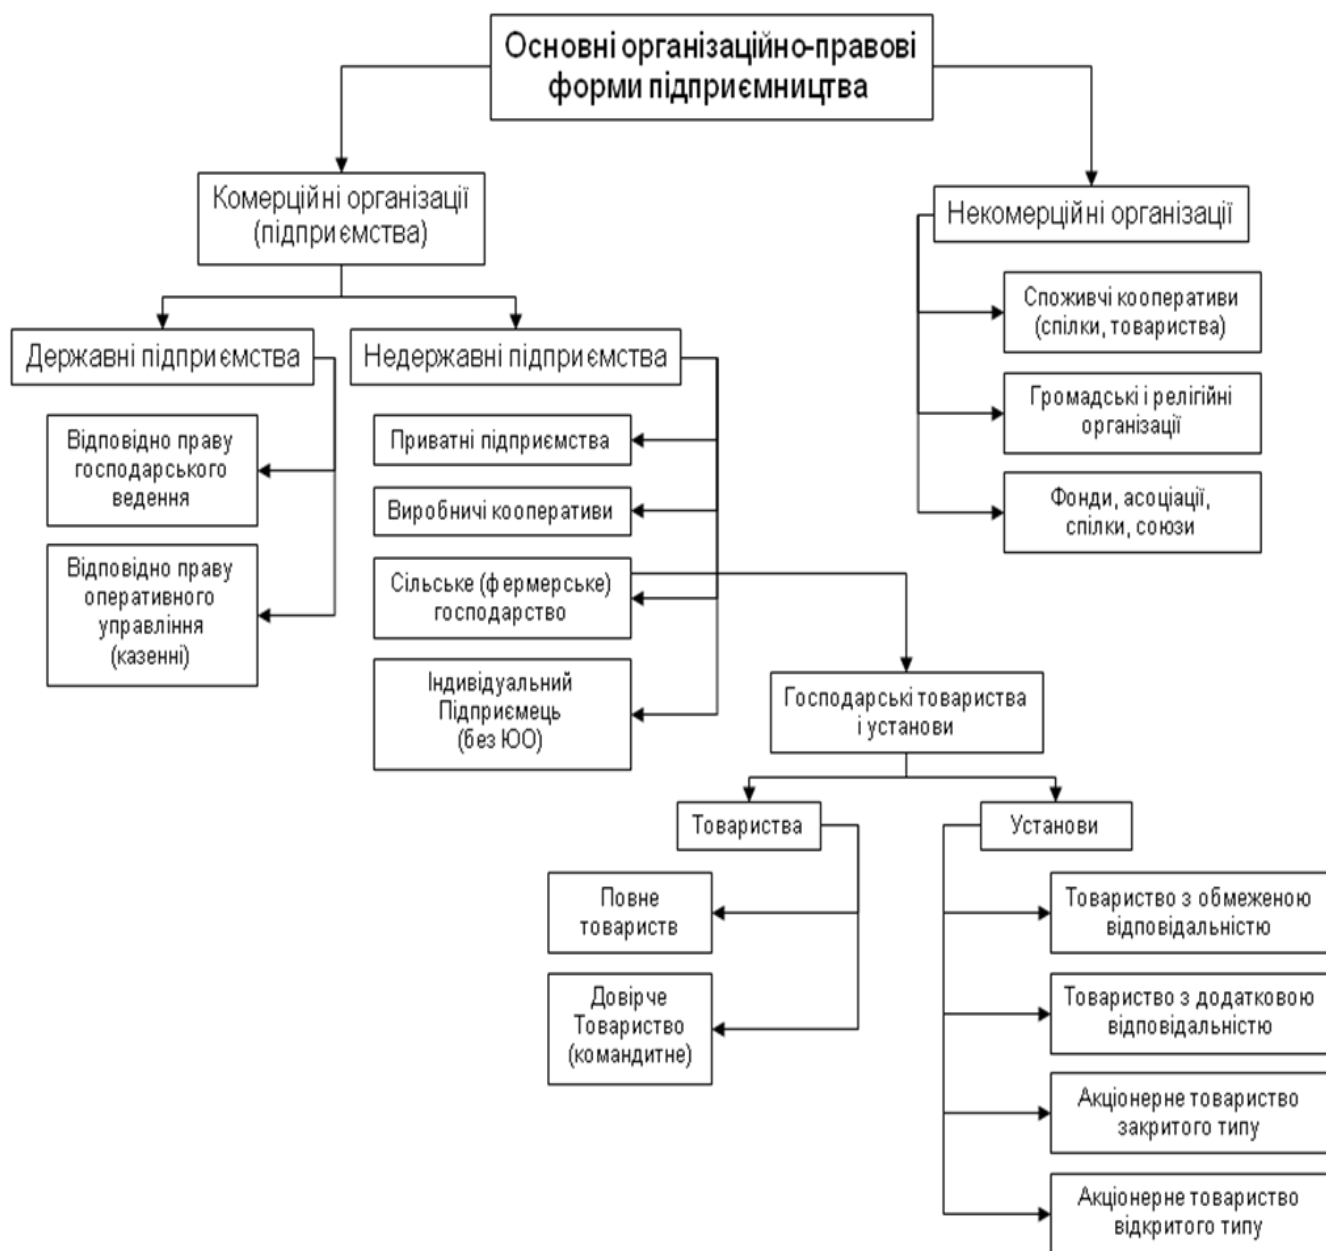 Основні організаційно-правові
форми підприємництва
Комерційні організації
(підприємства)
Некомерційні організації
Споживчі кооперативи
(спілки, товариства)
Громадські і релігійні
організації
Фонди, асоціації,
спілки, союзи
Державні підприємства
Недержавні підприємства
Відповідно праву
господарського
ведення
Відповідно праву
оперативного
управління
(казенні)
Приватні підприємства
Виробничі кооперативи
Сільське (фермерське)
господарство
Індивідуальний
Підприємець
(без ЮО)
Господарські товариства
і установи
Товариства
Установи
Повне
товариств
Довірче
Товариство
(командитне)
Товариство з обмеженою
відповідальністю
Товариство з додатковою
відповідальністю
Акціонерне товариство
закритого типу
Акціонерне товариство
відкритого типу